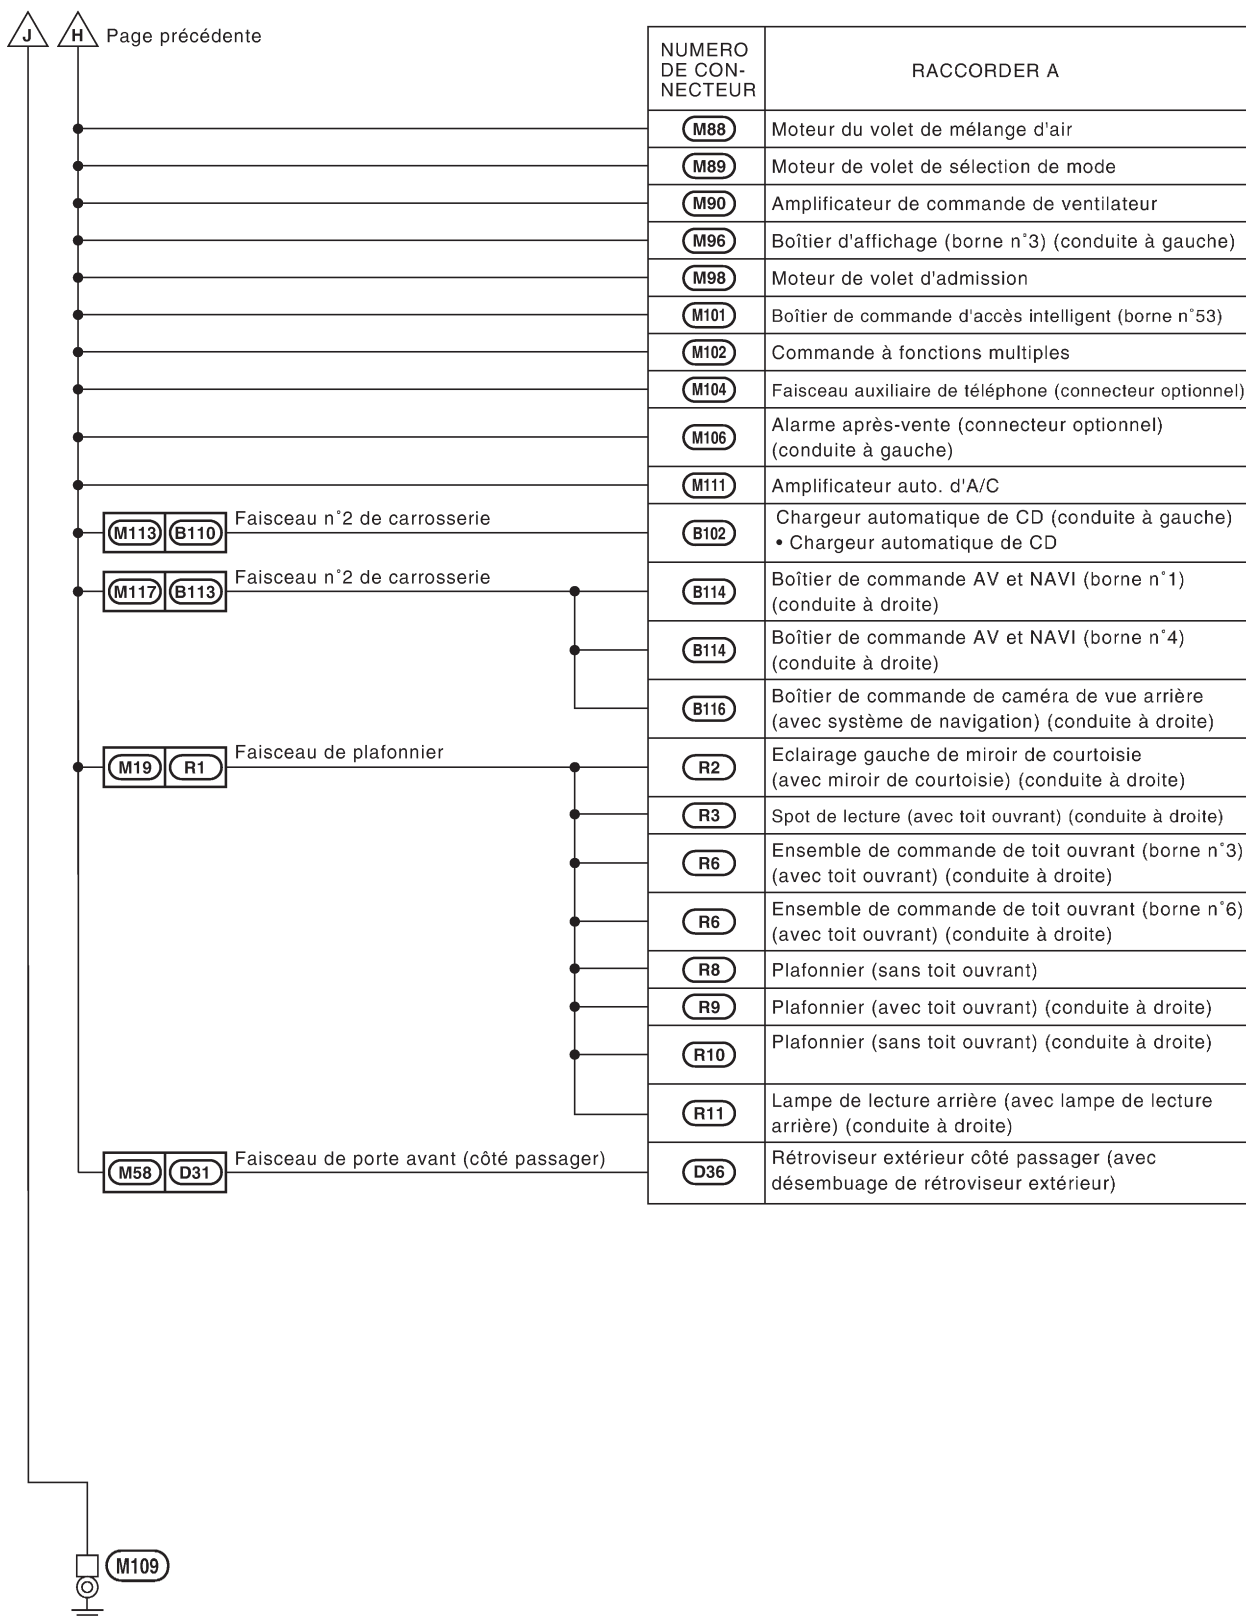 J H Page précédente
NUMERO
DE CON-
NECTEUR
RACCORDER A
M88 Moteur du volet de mélange d'air
M89 Moteur de volet de sélection de mode
M90 Amplificateur de commande de ventilateur
M96 Boîtier d'affichage (borne n°3) (conduite à gauche)
M98 Moteur de volet d'admission
M101 Boîtier de commande d'accès intelligent (borne n°53)
M102 Commande à fonctions multiples
M104 Faisceau auxiliaire de téléphone (connecteur optionnel)
M106 Alarme après-vente (connecteur optionnel)
(conduite à gauche)
M111 Amplificateur auto. d'A/C
M113 B110 Faisceau n°2 de carrosserie
B102 Chargeur automatique de CD (conduite à gauche)
• Chargeur automatique de CD
M117 B113 Faisceau n°2 de carrosserie
B114 Boîtier de commande AV et NAVI (borne n°1)
(conduite à droite)
B114 Boîtier de commande AV et NAVI (borne n°4)
(conduite à droite)
B116 Boîtier de commande de caméra de vue arrière
(avec système de navigation) (conduite à droite)
M19 R1 Faisceau de plafonnier
R2 Eclairage gauche de miroir de courtoisie
(avec miroir de courtoisie) (conduite à droite)
R3 Spot de lecture (avec toit ouvrant) (conduite à droite)
R6 Ensemble de commande de toit ouvrant (borne n°3)
(avec toit ouvrant) (conduite à droite)
R6 Ensemble de commande de toit ouvrant (borne n°6)
(avec toit ouvrant) (conduite à droite)
R8 Plafonnier (sans toit ouvrant)
R9 Plafonnier (avec toit ouvrant) (conduite à droite)
R10 Plafonnier (sans toit ouvrant) (conduite à droite)
R11 Lampe de lecture arrière (avec lampe de lecture
arrière) (conduite à droite)
M58 D31 Faisceau de porte avant (côté passager)
D36 Rétroviseur extérieur côté passager (avec
désembuage de rétroviseur extérieur)
M109